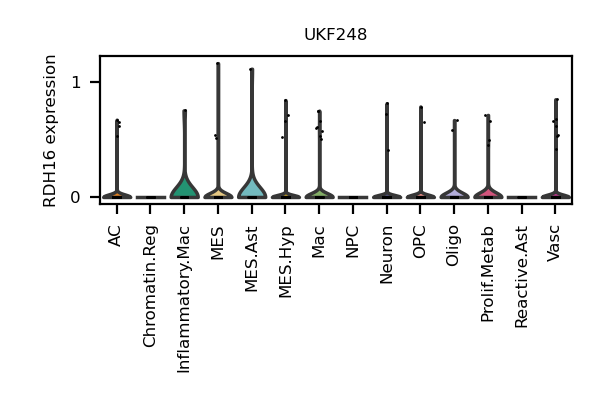 UKF248
RDH16 expression
1
0
AC
Chromatin.Reg
Inflammatory.Mac
MES
MES.Ast
MES.Hyp
Mac
NPC
Neuron
OPC
Oligo
Prolif.Metab
Reactive.Ast
Vasc